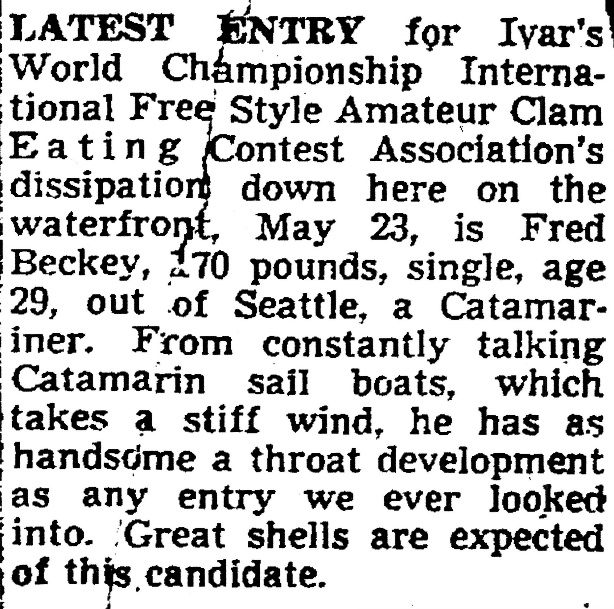 LATEST ENTRY for Ivar's
World Championship Interna-
tional Free Style Amateur Clam
Eating Contest Association's
dissipation down here on the
waterfront, May 23, is Fred
Beckey, 170 pounds, single, age
29, out of Seattle, a Catamar-
iner. From constantly talking
Catamarin sail boats, which
takes a stiff wind, he has as
handsome a throat development
as any entry we ever looked
into. Great shells are expected
of this candidate.